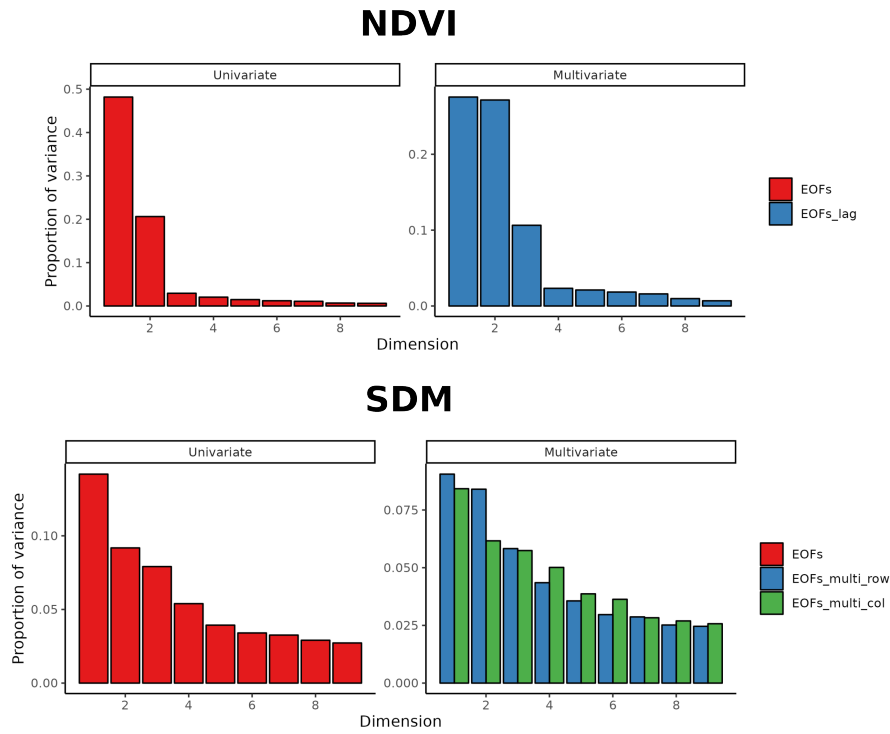 NDVI
Univariate
Multivariate
Proportion of variance
0.5
0.4
0.3
0.2
0.1
0.0
2 4 6 8
0.2
0.1
0.0
2 4 6 8
Dimension
EOFs
EOFs_lag
SDM
Univariate
Multivariate
Proportion of variance
0.10
0.05
0.00
2 4 6 8
0.075
0.050
0.025
0.000
2 4 6 8
Dimension
EOFs
EOFs_multi_row
EOFs_multi_col